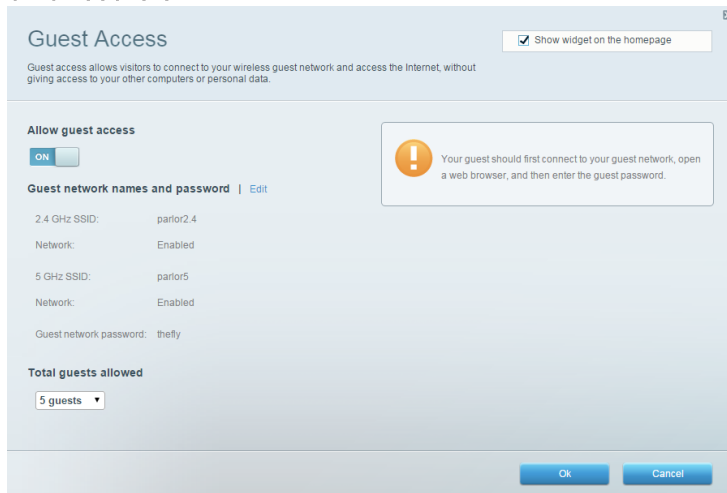 Guest Access
Show widget on the homepage
Guest access allows visitors to connect to your wireless guest network and access the Internet, without
giving access to your other computers or personal data.
Allow guest access
ON
Your guest should first connect to your guest network, open
a web browser, and then enter the guest password.
Guest network names and password | Edit
2.4 GHz SSID: parlor2.4
Network: Enabled
5 GHz SSID: parlor5
Network: Enabled
Guest network password: thefly
Total guests allowed
5 guests
Ok Cancel